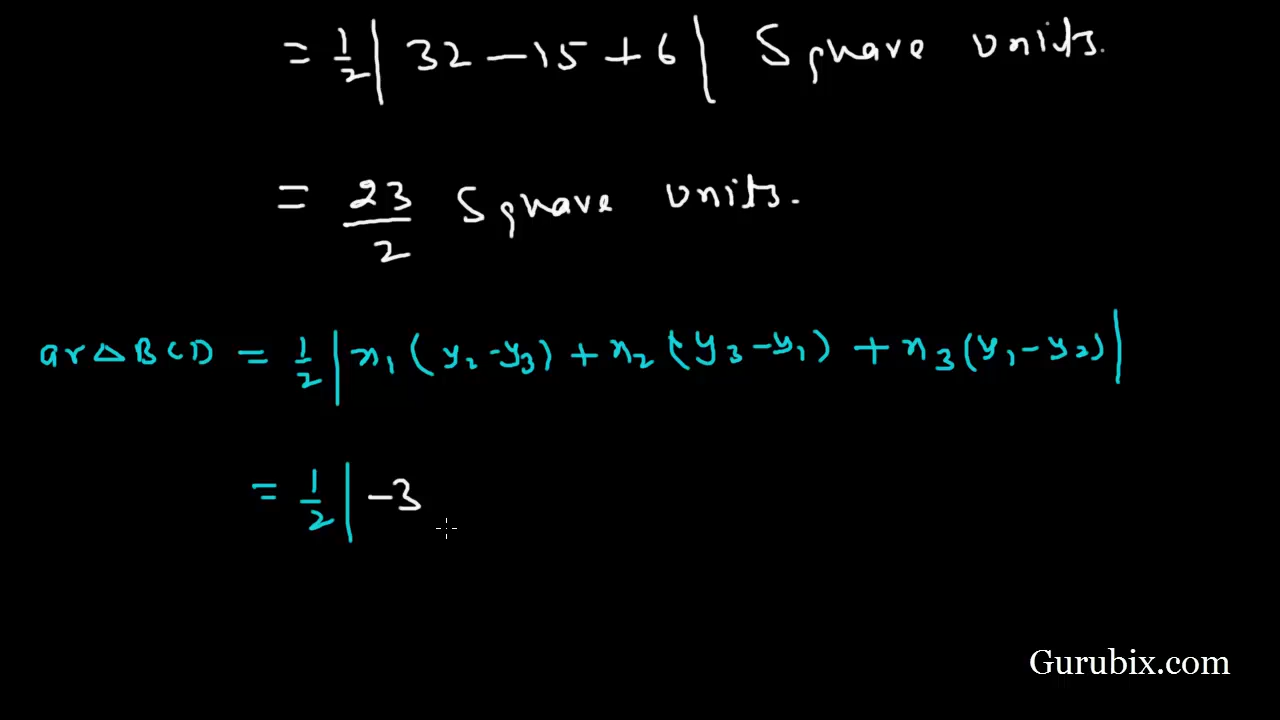 = 1/2 | 32 - 15 + 6 | Square units.
= 23/2 Square units.
ar△BCD = 1/2 | x₁ (y₂ - y₃) + x₂ (y₃ - y₁) + x₃ (y₁ - y₂) |
= 1/2 | -3
Gurubix.com